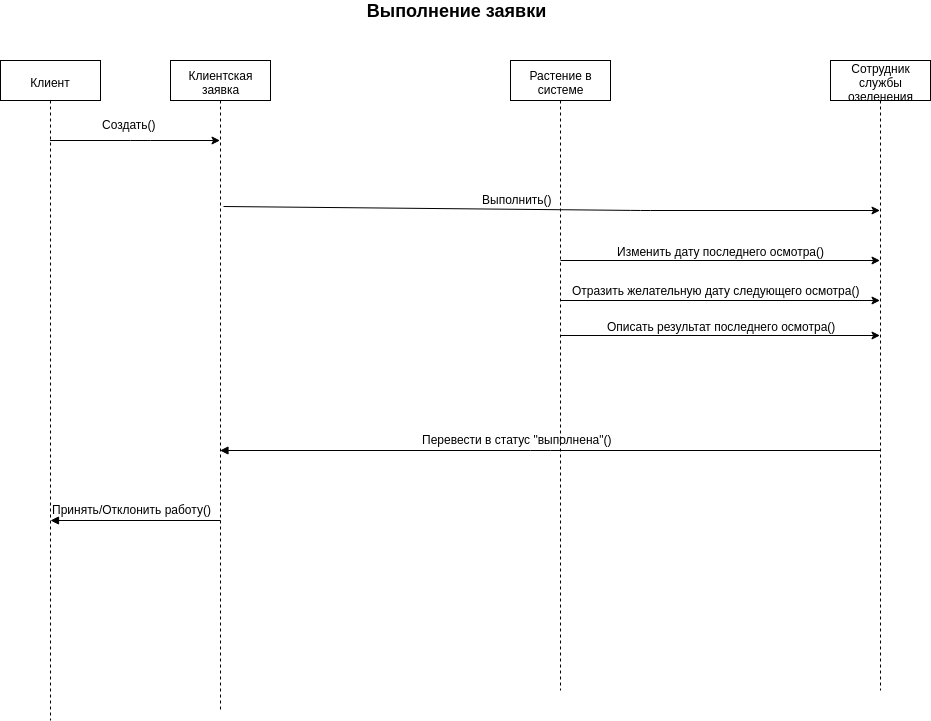 Выполнение заявки
Клиент
Клиентская
заявка
Растение в
системе
Сотрудник
службы
озеленения
Создать()
Выполнить()
Изменить дату последнего осмотра()
Отразить желательную дату следующего осмотра()
Описать результат последнего осмотра()
Перевести в статус "выполнена"()
Принять/Отклонить работу()